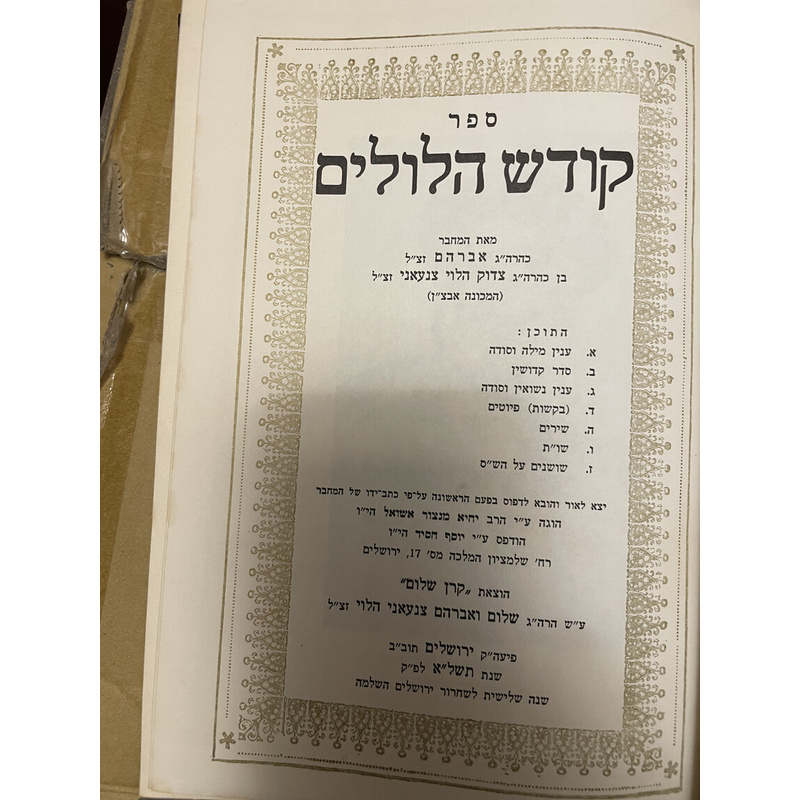 ספר
קודש הלולים
מאת המחבר
כהרה״ג אברהם זצ״ל
בן כהרה״ג צדוק הלוי צנעאני זצ״ל
(המכונה אבצ״ן)
התוכן:
א. ענין מילה וסודה
ב. סדר קדושין
ג. ענין נשואין וסודה
ד. (בקשות) פיוטים
ה. שירים
ו. שו״ת
ז. שושנים על הש״ס
יצא לאור והובא לדפוס בפעם הראשונה על־פי כתב־ידו של המחבר
הוגה ע״י הרב יחיא מנצור אשואל הי״ו
הודפס ע״י יוסף חסיד הי״ו
רח׳ שלמציון המלכה מס׳ 17, ירושלים
הוצאת ״קרן שלום״
ע״ש הרה״ג שלום ואברהם צנעאני הלוי זצ״ל
פיעה״ק ירושלים תוב״ב
שנת תשל״א לפ״ק
שנה שלישית לשחרור ירושלים השלמה